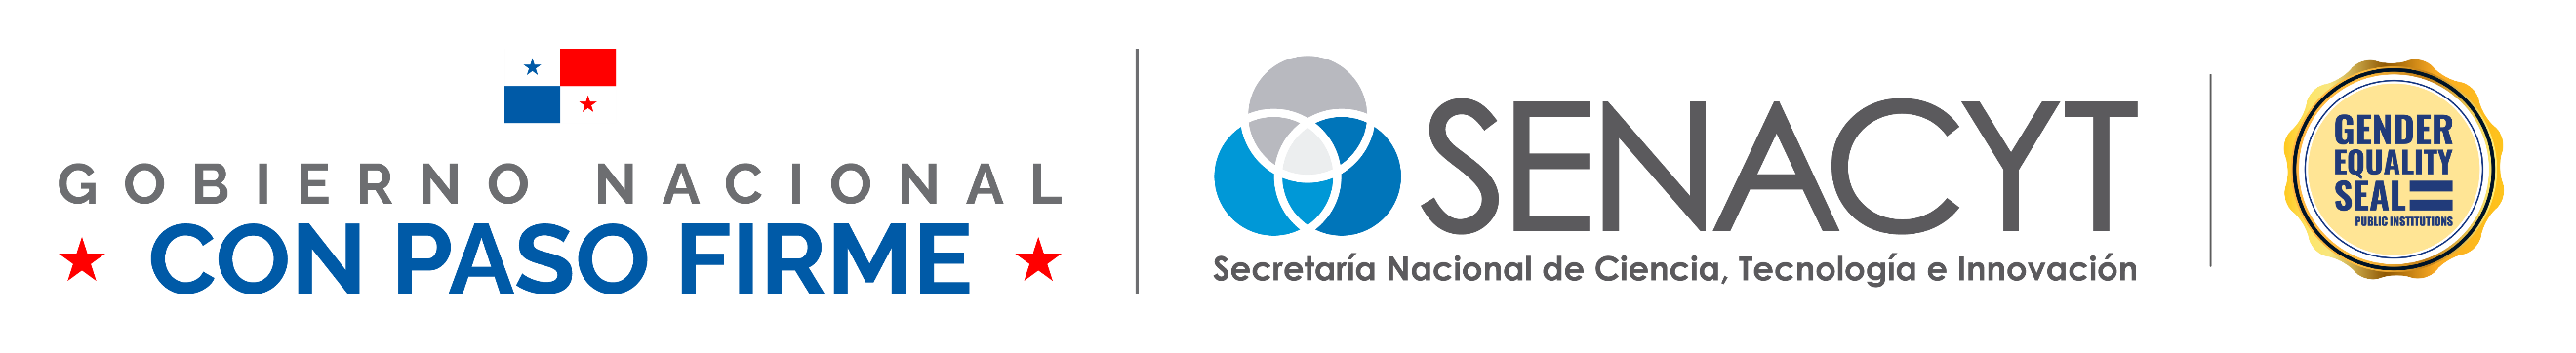 GOBIERNO NACIONAL
CON PASO FIRME
SENACYT
Secretaría Nacional de Ciencia, Tecnología e Innovación
GENDER
EQUALITY
SEAL
PUBLIC INSTITUTIONS